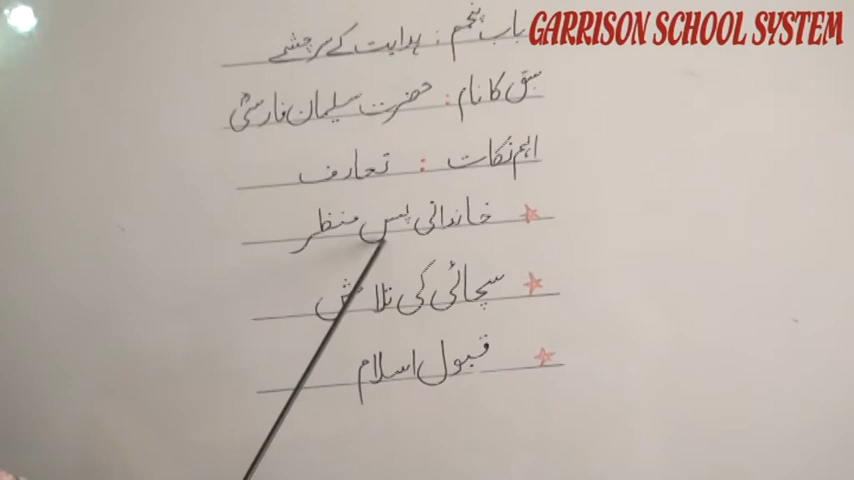 GARRISON SCHOOL SYSTEM
باب پنجم : ہدایت کے سرچشمے
سبق کا نام : حضرت سلیمان فارسیؓ
اہم نکات : تعارف
خاندانی پس منظر
سچائی کی تلاش
قبول اسلام